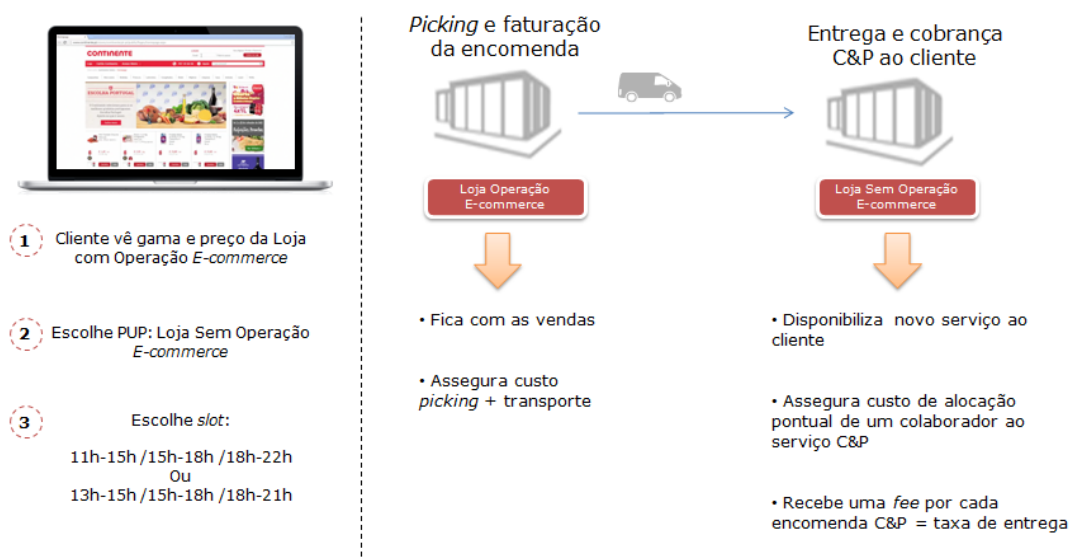 CONTINENTE
ESCOLHA PORTUGAL
1
Cliente vê gama e preço da Loja
com Operação E-commerce
2
Escolhe PUP: Loja Sem Operação
E-commerce
3
Escolhe slot:
11h-15h /15h-18h /18h-22h
Ou
13h-15h /15h-18h /18h-21h
Picking e faturação
da encomenda
Loja Operação
E-commerce
• Fica com as vendas
• Assegura custo
picking + transporte
Entrega e cobrança
C&P ao cliente
Loja Sem Operação
E-commerce
• Disponibiliza novo serviço ao
cliente
• Assegura custo de alocação
pontual de um colaborador ao
serviço C&P
• Recebe uma fee por cada
encomenda C&P = taxa de entrega